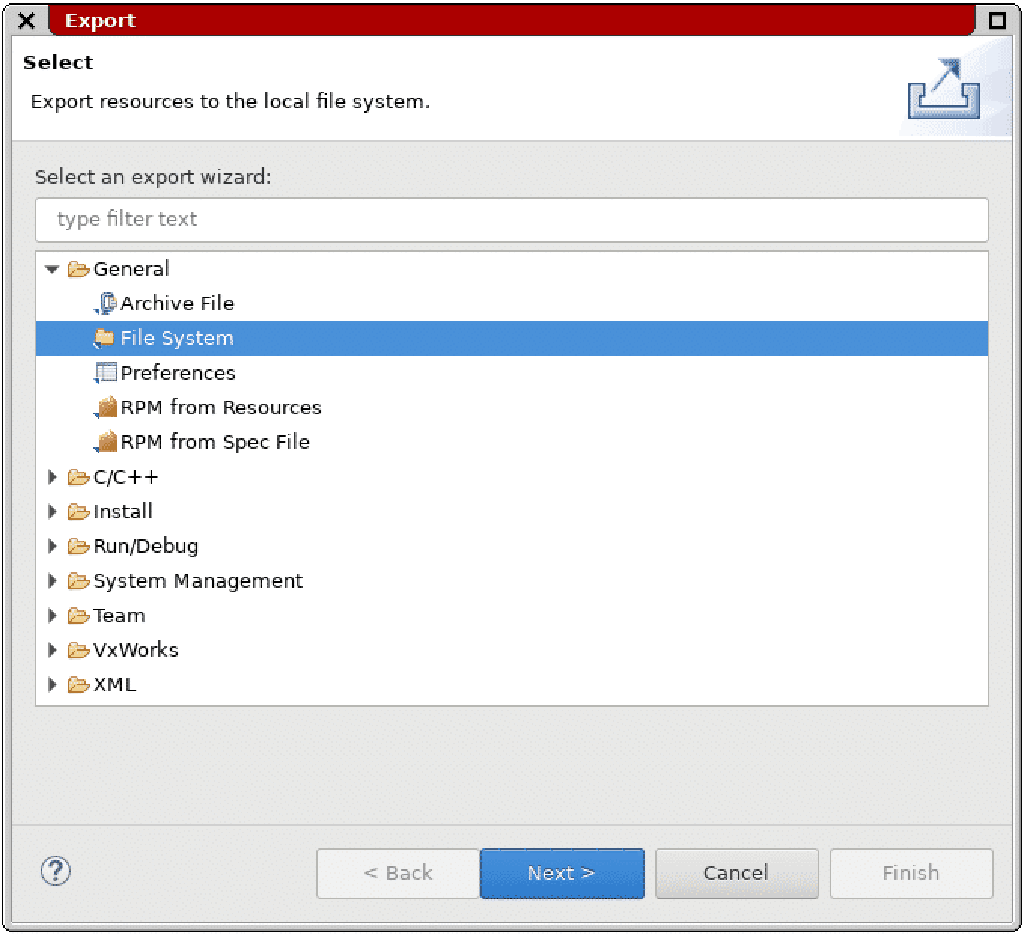 Export
Select
Export resources to the local file system.
Select an export wizard:
type filter text
General
Archive File
File System
Preferences
RPM from Resources
RPM from Spec File
C/C++
Install
Run/Debug
System Management
Team
VxWorks
XML
?
< Back Next > Cancel Finish